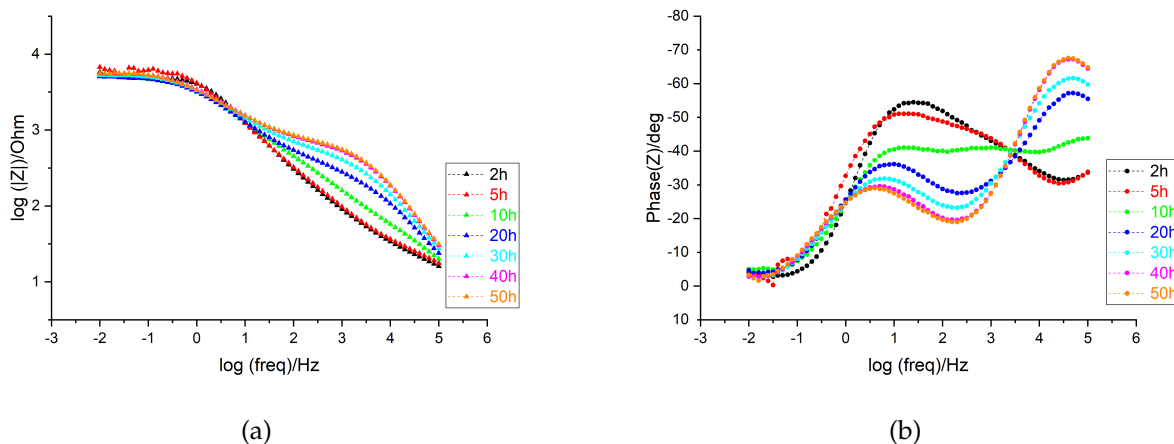 4
3
2
1
-3 -2 -1 0 1 2 3 4 5 6
log (|Z|)/Ohm
log (freq)/Hz
2h
5h
10h
20h
30h
40h
50h
(a)
-80
-70
-60
-50
-40
-30
-20
-10
0
10
-3 -2 -1 0 1 2 3 4 5 6
Phase(Z)/deg
log (freq)/Hz
2h
5h
10h
20h
30h
40h
50h
(b)